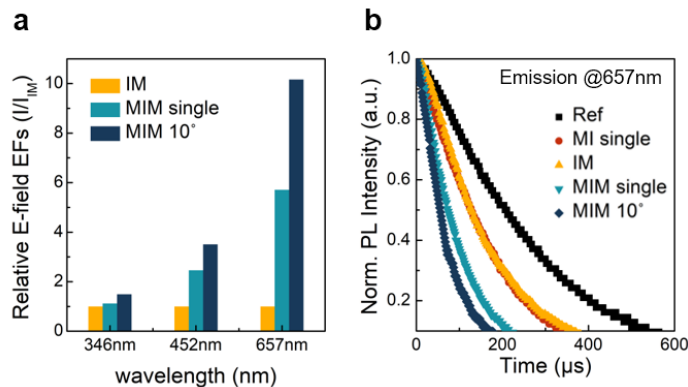 a
Relative E-field EFs (I/I_IM)
10
8
6
4
2
0
IM
MIM single
MIM 10°
346nm 452nm 657nm
wavelength (nm)
b
Norm. PL Intensity (a.u.)
1.0
0.8
0.6
0.4
0.2
Emission @657nm
Ref
MI single
IM
MIM single
MIM 10°
0 200 400 600
Time (µs)